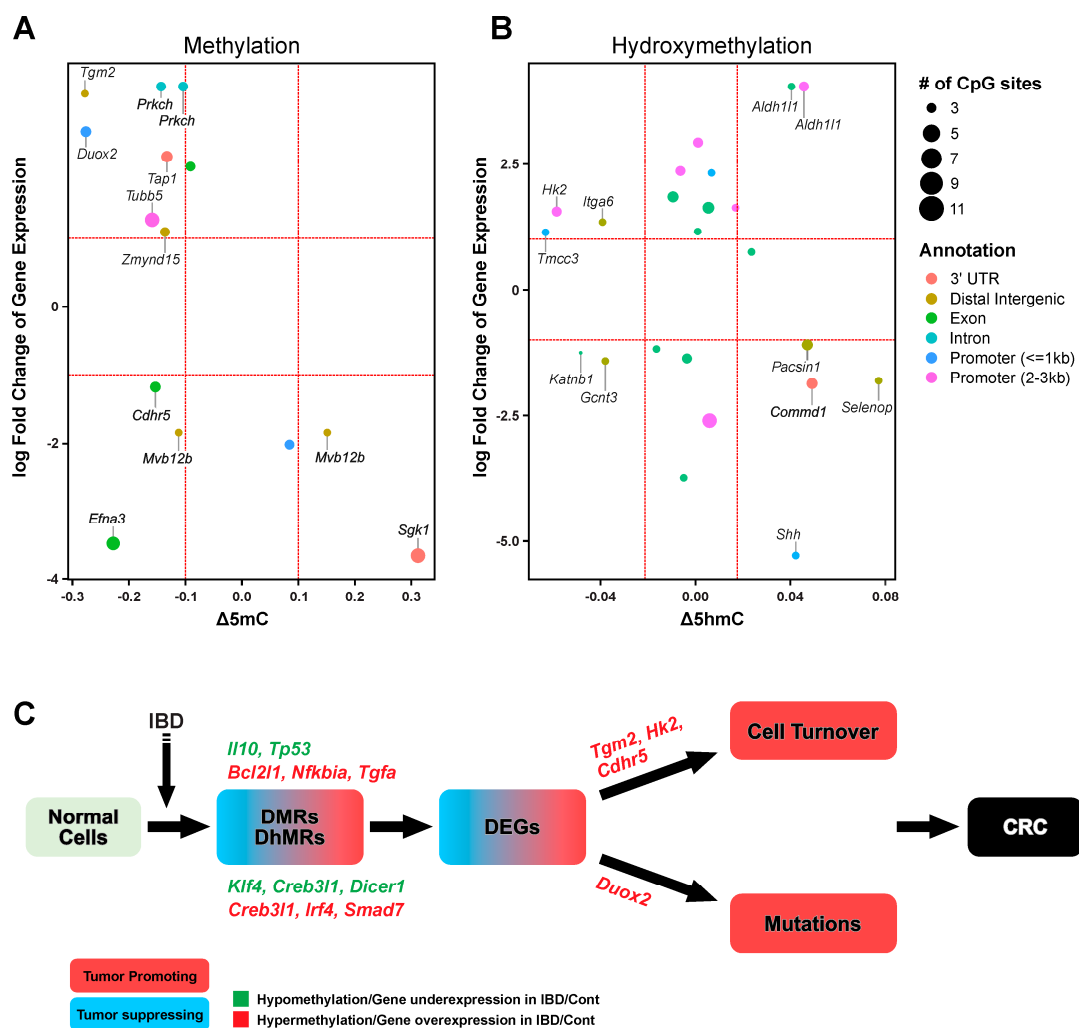 A
Methylation
log Fold Change of Gene Expression
0
-2
-4
Tgm2
Prkch
Prkch
Duox2
Tap1
Tubb5
Zmynd15
Cdhr5
Mvb12b
Mvb12b
Efna3
Sgk1
-0.3
-0.2
-0.1
0.0
0.1
0.2
0.3
Δ5mC
B
Hydroxymethylation
log Fold Change of Gene Expression
2.5
0
-2.5
-5.0
Aldh1l1
Aldh1l1
Hk2
Itga6
Tmcc3
Katnb1
Gcnt3
Pacsin1
Commd1
Selenop
Shh
-0.04
0.00
0.04
0.08
Δ5hmC
# of CpG sites
3
5
7
9
11
Annotation
3' UTR
Distal Intergenic
Exon
Intron
Promoter (<=1kb)
Promoter (2-3kb)
C
IBD
Il10, Tp53
Bcl2l1, Nfkbia, Tgfa
Normal
Cells
DMRs
DhMRs
Klf4, Creb3l1, Dicer1
Creb3l1, Irf4, Smad7
DEGs
Tgm2, Hk2,
Cdhr5
Duox2
Cell Turnover
Mutations
CRC
Tumor Promoting
Tumor suppressing
Hypomethylation/Gene underexpression in IBD/Cont
Hypermethylation/Gene overexpression in IBD/Cont